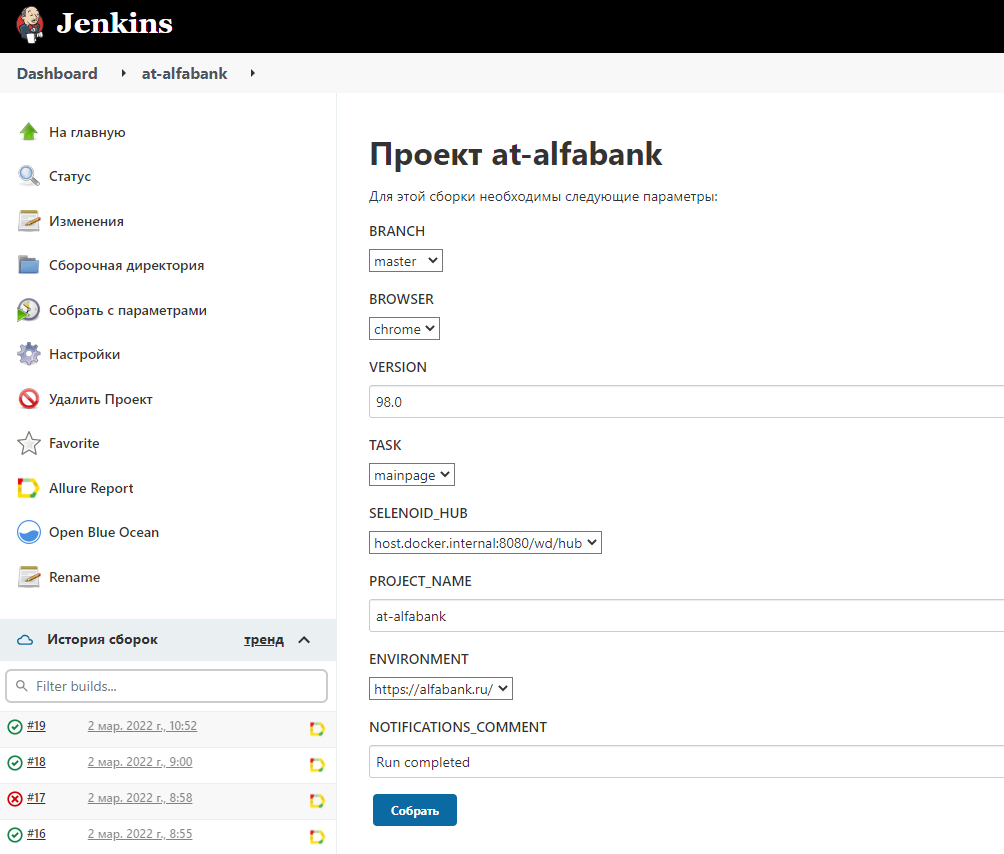 Jenkins
Dashboard
at-alfabank
На главную
Статус
Изменения
Сборочная директория
Собрать с параметрами
Настройки
Удалить Проект
Favorite
Allure Report
Open Blue Ocean
Rename
История сборок тренд
Filter builds...
#19 2 мар. 2022 г., 10:52
#18 2 мар. 2022 г., 9:00
#17 2 мар. 2022 г., 8:58
#16 2 мар. 2022 г., 8:55
Проект at-alfabank
Для этой сборки необходимы следующие параметры:
BRANCH
master
BROWSER
chrome
VERSION
98.0
TASK
mainpage
SELENOID_HUB
host.docker.internal:8080/wd/hub
PROJECT_NAME
at-alfabank
ENVIRONMENT
https://alfabank.ru/
NOTIFICATIONS_COMMENT
Run completed
Собрать